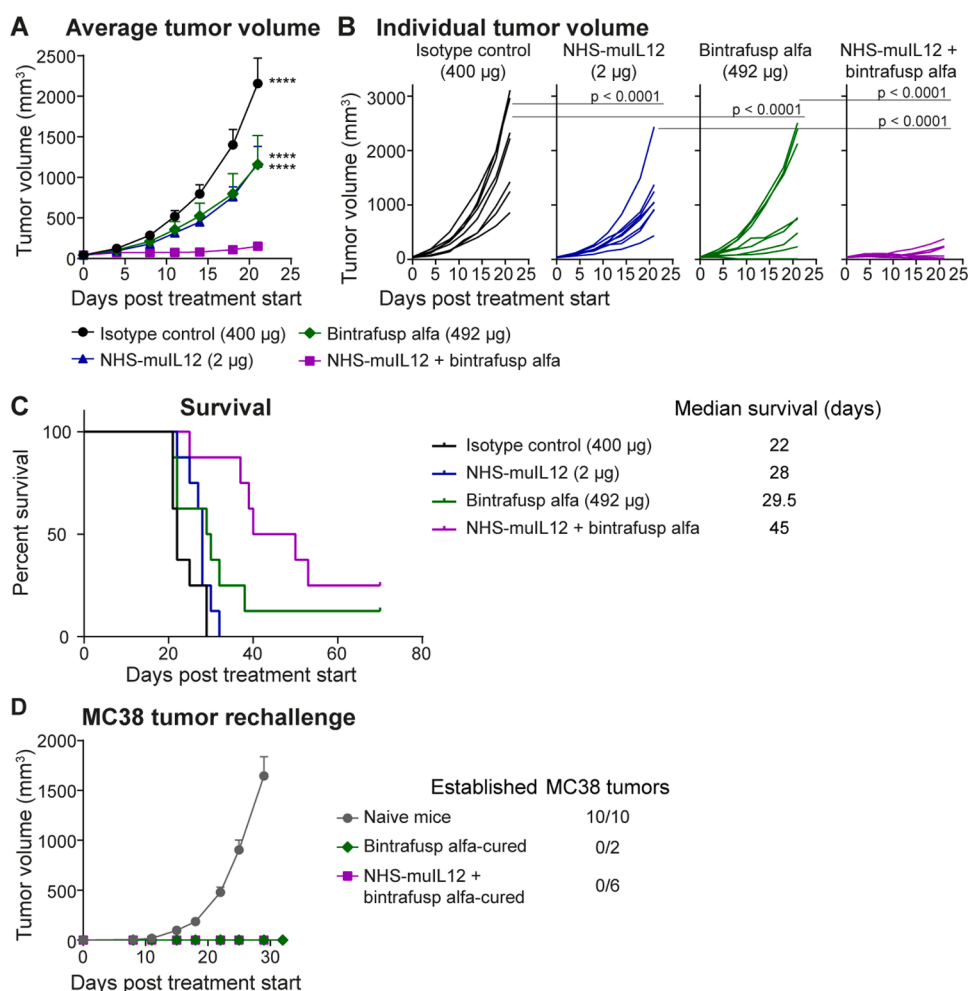 A Average tumor volume
Tumor volume (mm³)
2500
2000
1500
1000
500
0
0 5 10 15 20 25
Days post treatment start
****
****
****
Isotype control (400 µg)
Bintrafusp alfa (492 µg)
NHS-muIL12 (2 µg)
NHS-muIL12 + bintrafusp alfa
B Individual tumor volume
Isotype control
(400 µg)
NHS-muIL12
(2 µg)
Bintrafusp alfa
(492 µg)
NHS-muIL12 +
bintrafusp alfa
Tumor volume (mm³)
3000
2000
1000
0
p < 0.0001
p < 0.0001
p < 0.0001
p < 0.0001
0 5 10 15 20 25
0 5 10 15 20 25
0 5 10 15 20 25
0 5 10 15 20 25
Days post treatment start
C Survival
Percent survival
100
50
0
0 20 40 60 80
Days post treatment start
Median survival (days)
Isotype control (400 µg) 22
NHS-muIL12 (2 µg) 28
Bintrafusp alfa (492 µg) 29.5
NHS-muIL12 + bintrafusp alfa 45
D MC38 tumor rechallenge
Tumor volume (mm³)
2000
1500
1000
500
0
0 10 20 30
Days post treatment start
Established MC38 tumors
Naive mice 10/10
Bintrafusp alfa-cured 0/2
NHS-muIL12 +
bintrafusp alfa-cured 0/6